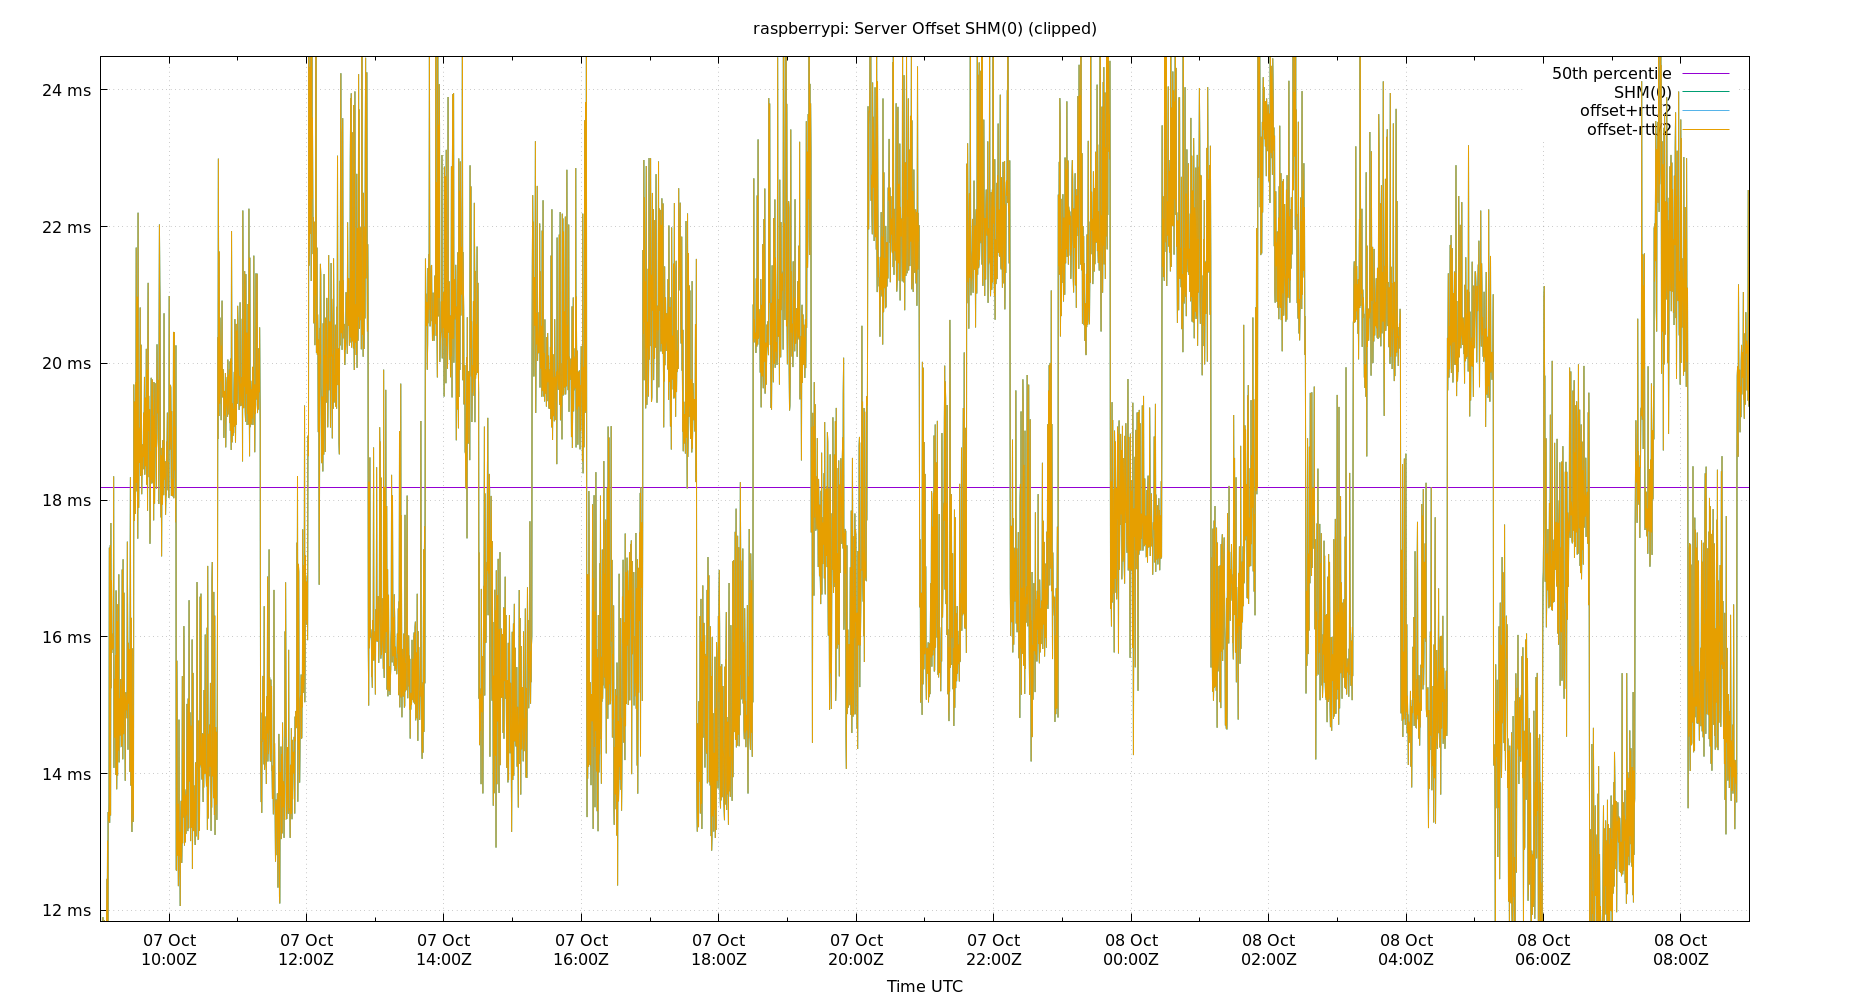 raspberrypi: Server Offset SHM(0) (clipped)
50th percentile
SHM(0)
offset+rtt/2
offset-rtt/2
24 ms
22 ms
20 ms
18 ms
16 ms
14 ms
12 ms
07 Oct 07 Oct 07 Oct 07 Oct 07 Oct 07 Oct 07 Oct 08 Oct 08 Oct 08 Oct 08 Oct 08 Oct
10:00Z 12:00Z 14:00Z 16:00Z 18:00Z 20:00Z 22:00Z 00:00Z 02:00Z 04:00Z 06:00Z 08:00Z
Time UTC